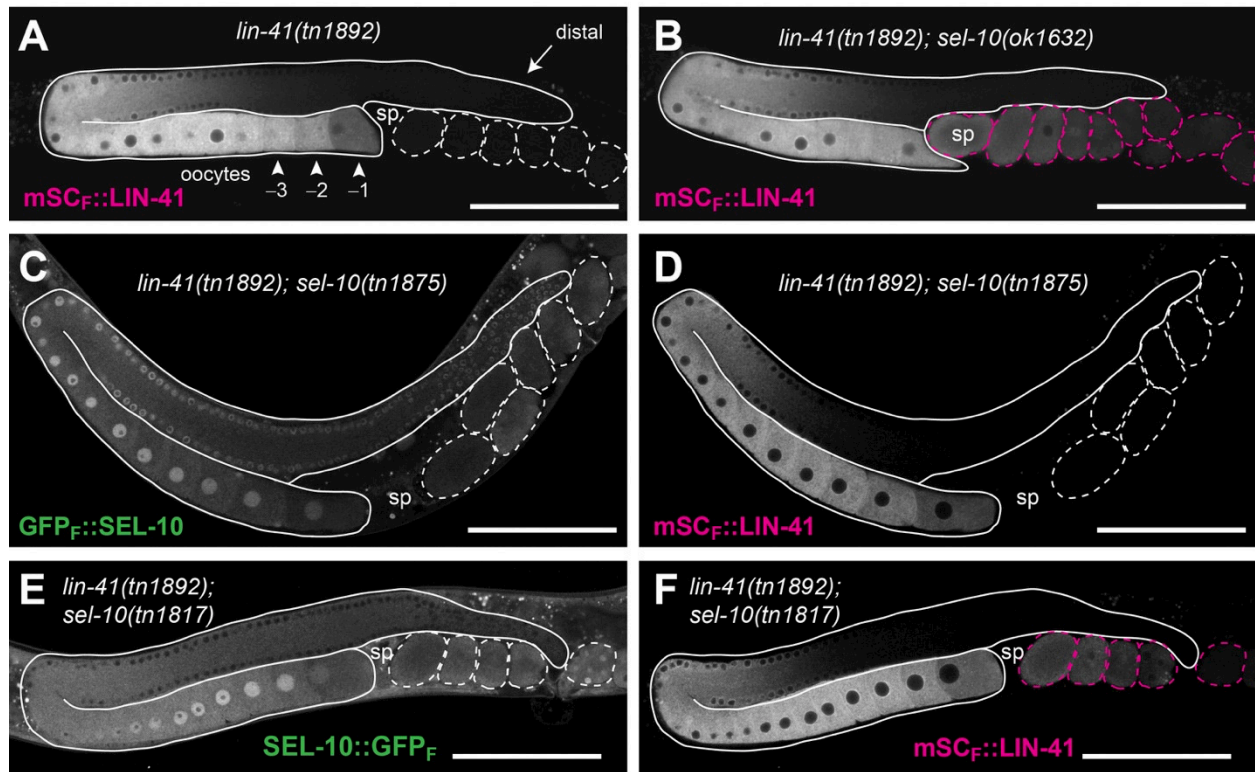 A
lin-41(tn1892)
distal
sp
oocytes
–3
–2
–1
mSCF::LIN-41
B
lin-41(tn1892); sel-10(ok1632)
sp
mSCF::LIN-41
C
lin-41(tn1892); sel-10(tn1875)
sp
GFPF::SEL-10
D
lin-41(tn1892); sel-10(tn1875)
sp
mSCF::LIN-41
E
lin-41(tn1892);
sel-10(tn1817)
sp
SEL-10::GFPF
F
lin-41(tn1892);
sel-10(tn1817)
sp
mSCF::LIN-41